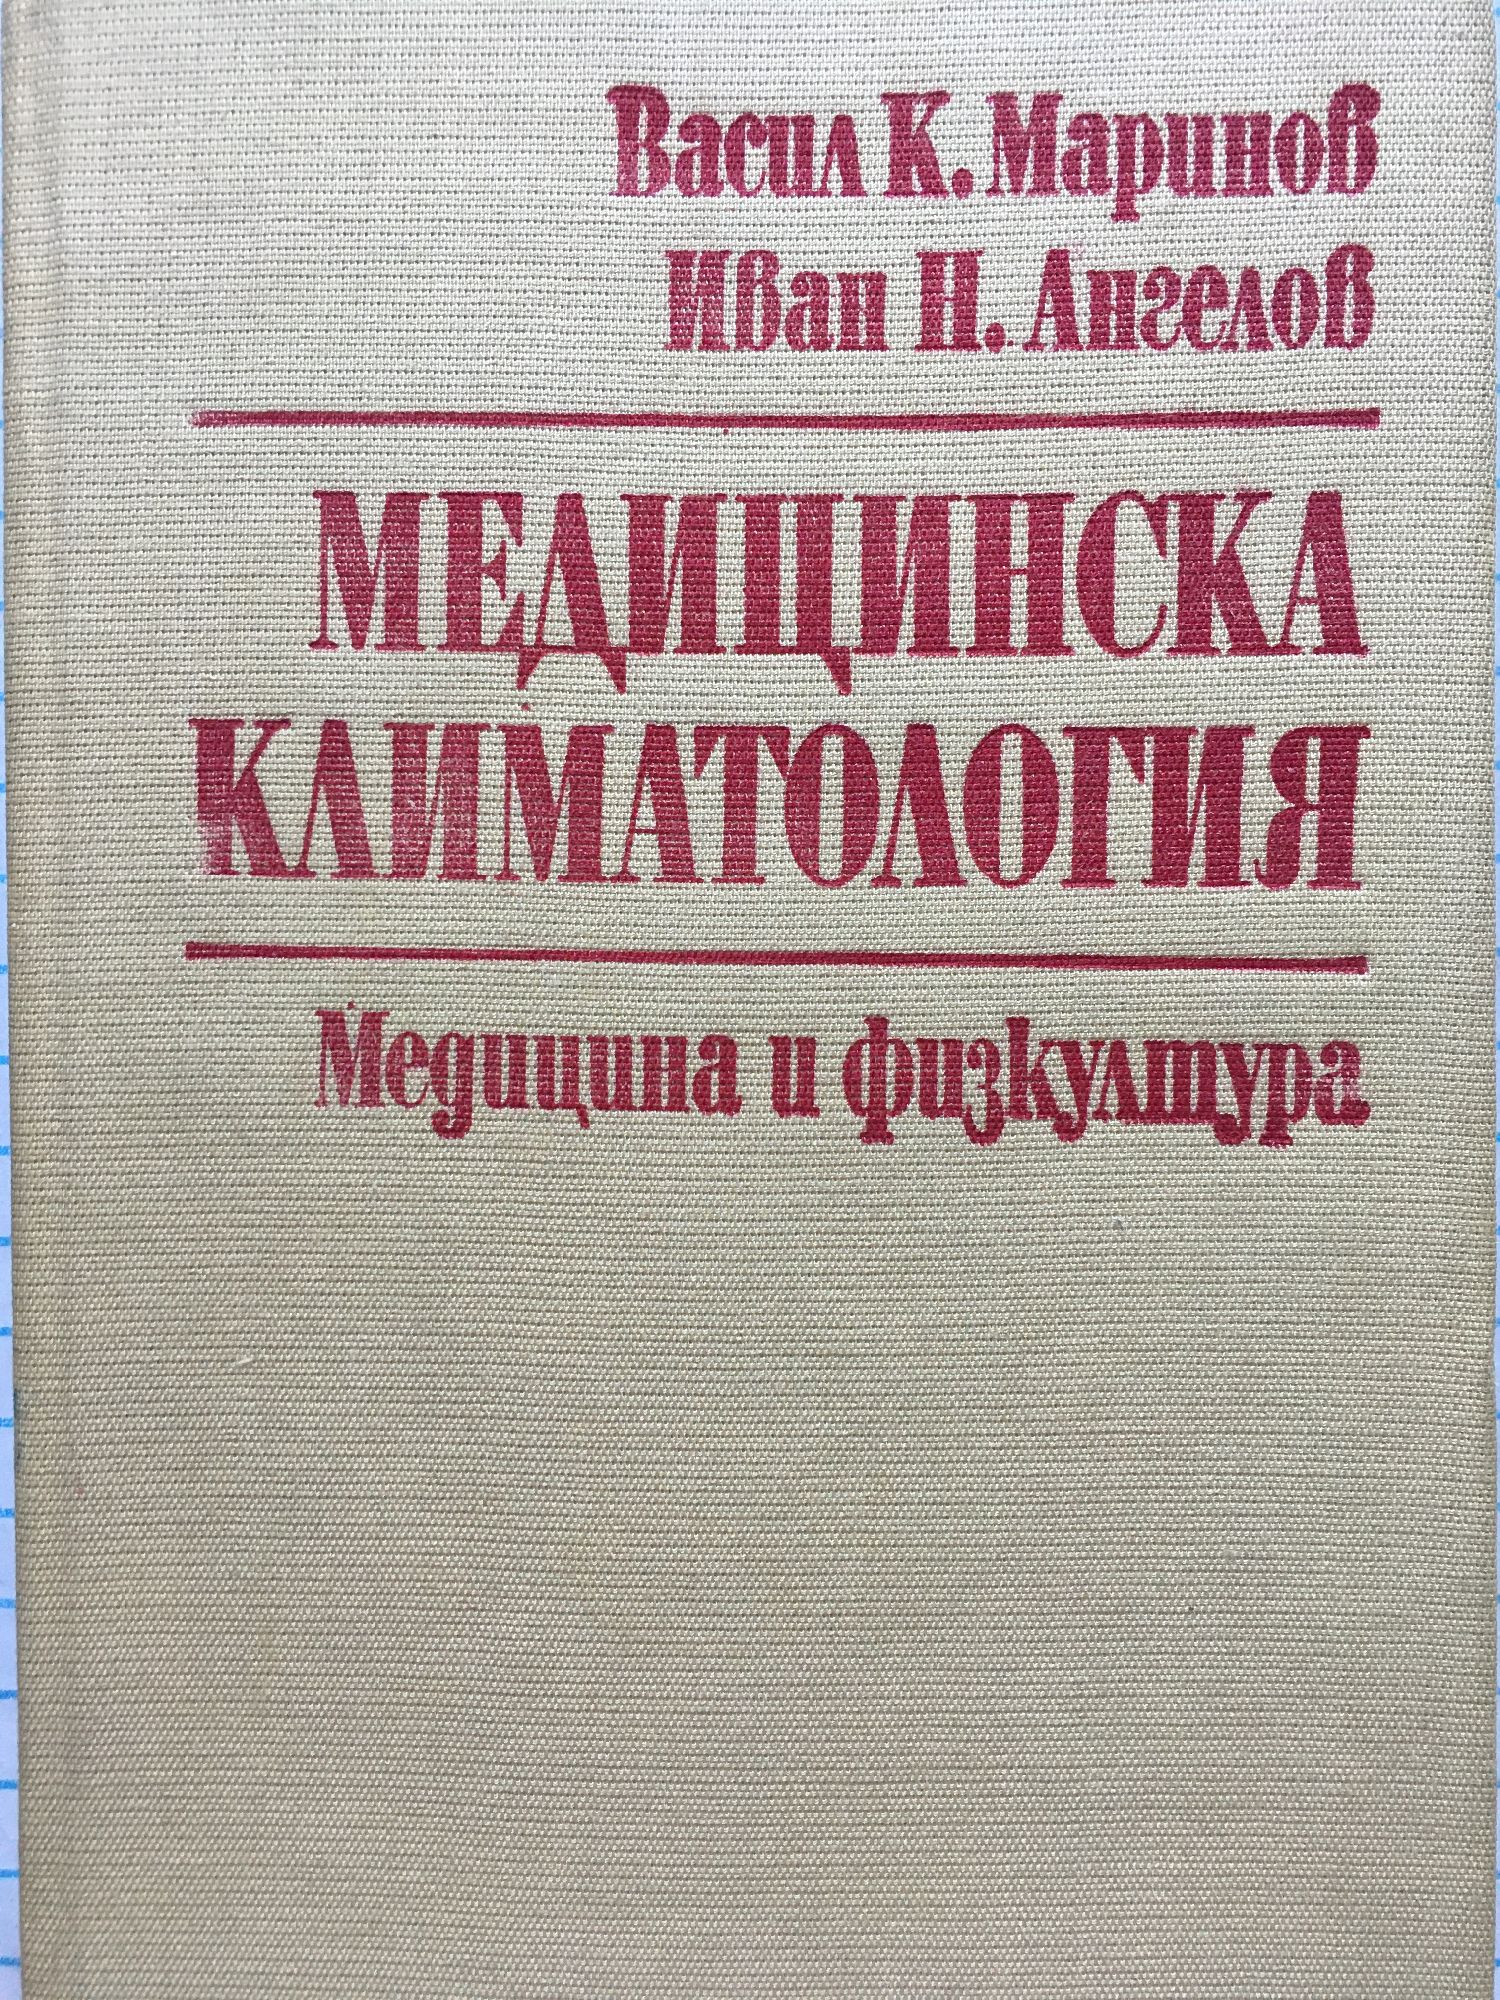 Васил К. Маринов
Иван Н. Ангелов
МЕДИЦИНСКА
КЛИМАТОЛОГИЯ
Медицина и физкултура